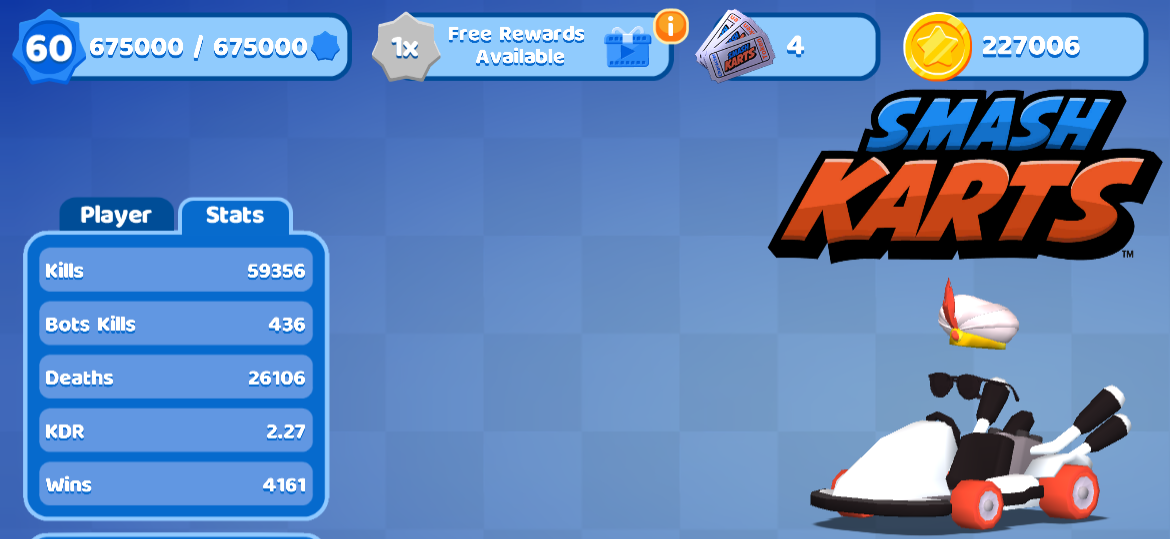 60 675000 / 675000
1x Free Rewards
Available
i
4
227006
SMASH
KARTS
TM
Player Stats
Kills 59356
Bots Kills 436
Deaths 26106
KDR 2.27
Wins 4161